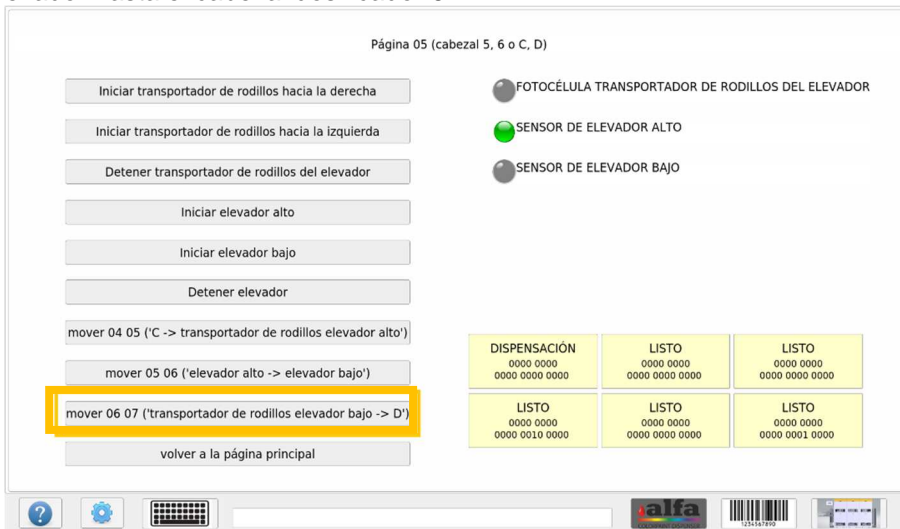 Página 05 (cabezal 5, 6 o C, D)
Iniciar transportador de rodillos hacia la derecha
Iniciar transportador de rodillos hacia la izquierda
Detener transportador de rodillos del elevador
Iniciar elevador alto
Iniciar elevador bajo
Detener elevador
mover 04 05 ('C -> transportador de rodillos elevador alto')
mover 05 06 ('elevador alto -> elevador bajo')
mover 06 07 ('transportador de rodillos elevador bajo -> D')
volver a la página principal
FOTOCÉLULA TRANSPORTADOR DE RODILLOS DEL ELEVADOR
SENSOR DE ELEVADOR ALTO
SENSOR DE ELEVADOR BAJO
DISPENSACIÓN
0000 0000
0000 0000 0000
LISTO
0000 0000
0000 0000 0000
LISTO
0000 0000
0000 0000 0000
LISTO
0000 0000
0000 0010 0000
LISTO
0000 0000
0000 0000 0000
LISTO
0000 0000
0000 0001 0000
?
alfa
1234567890